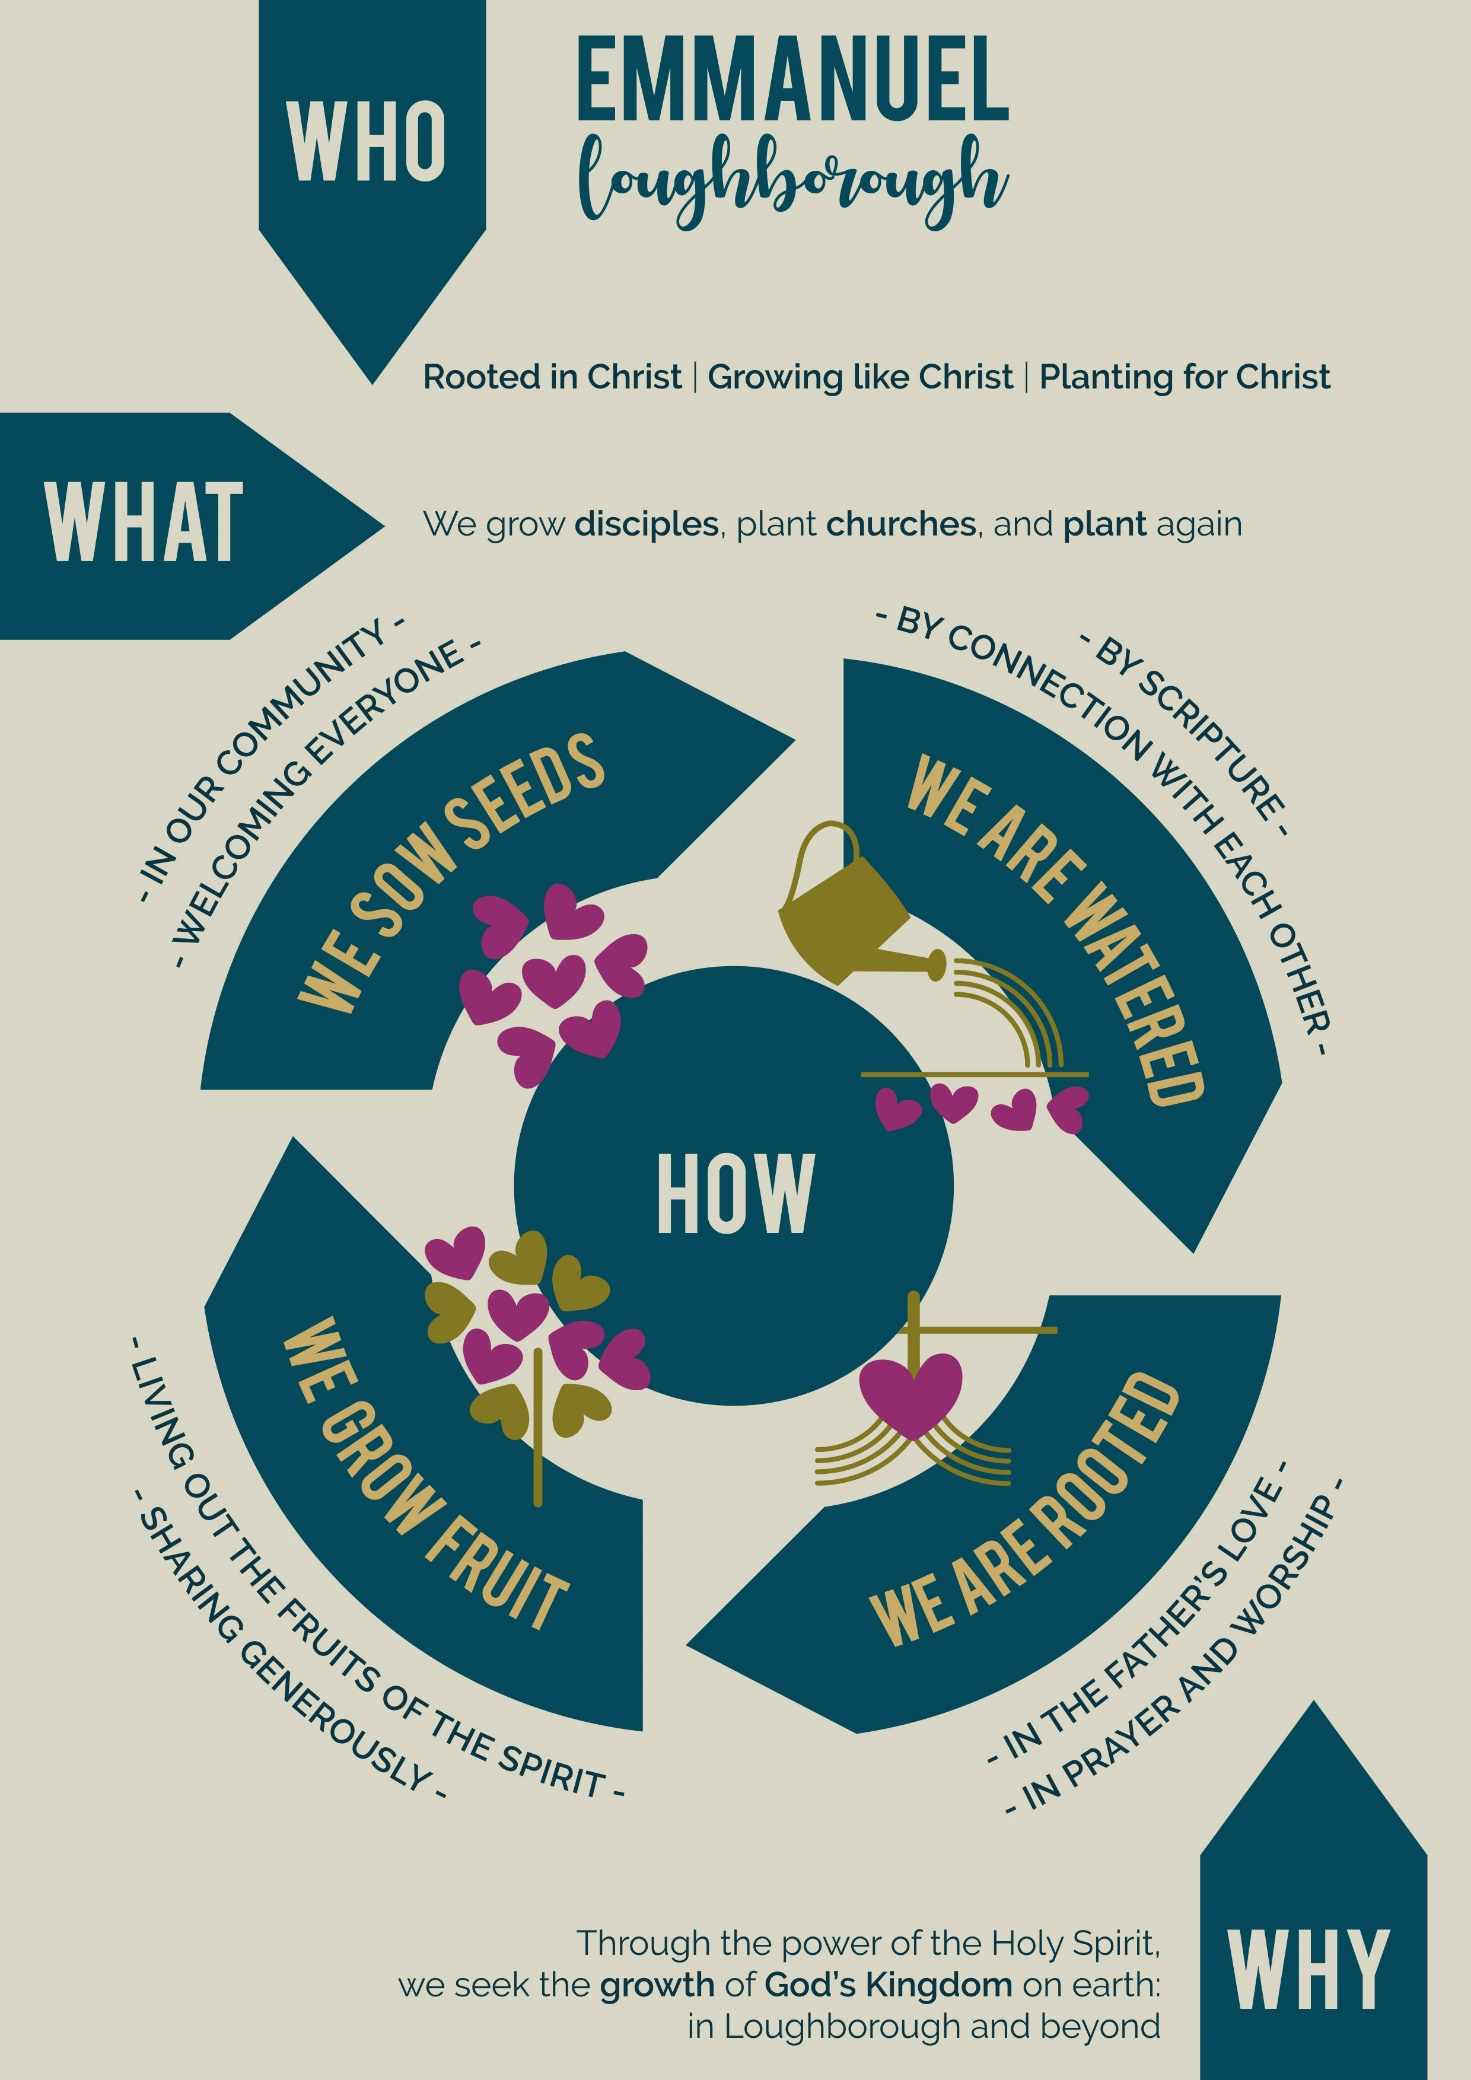 WHO
EMMANUEL
loughborough
Rooted in Christ | Growing like Christ | Planting for Christ
WHAT
We grow disciples, plant churches, and plant again
- IN OUR COMMUNITY -
- WELCOMING EVERYONE -
WE SOW SEEDS
- BY SCRIPTURE -
- BY CONNECTION WITH EACH OTHER -
WE ARE WATERED
HOW
WE ARE ROOTED
- IN THE FATHER'S LOVE -
- IN PRAYER AND WORSHIP -
WE GROW FRUIT
- LIVING OUT THE FRUITS OF THE SPIRIT -
- SHARING GENEROUSLY -
Through the power of the Holy Spirit,
we seek the growth of God's Kingdom on earth:
in Loughborough and beyond
WHY